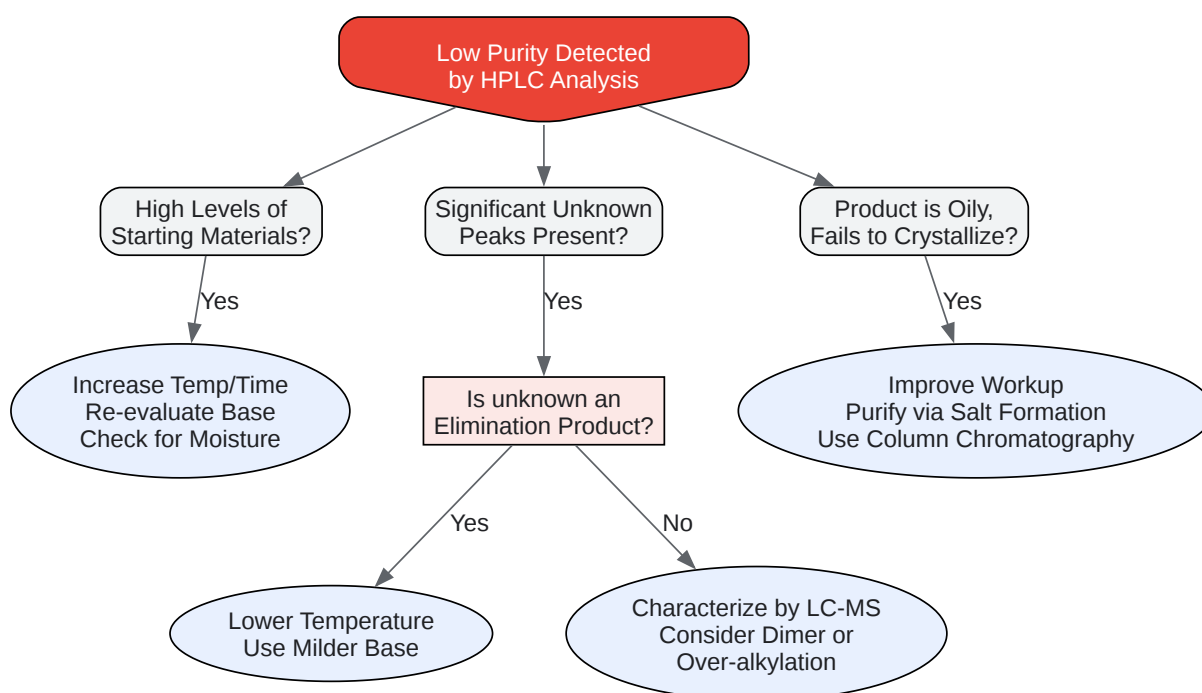 Low Purity Detected
by HPLC Analysis
High Levels of
Starting Materials?
Significant Unknown
Peaks Present?
Product is Oily,
Fails to Crystallize?
Yes
Yes
Yes
Increase Temp/Time
Re-evaluate Base
Check for Moisture
Is unknown an
Elimination Product?
Improve Workup
Purify via Salt Formation
Use Column Chromatography
Yes
No
Lower Temperature
Use Milder Base
Characterize by LC-MS
Consider Dimer or
Over-alkylation